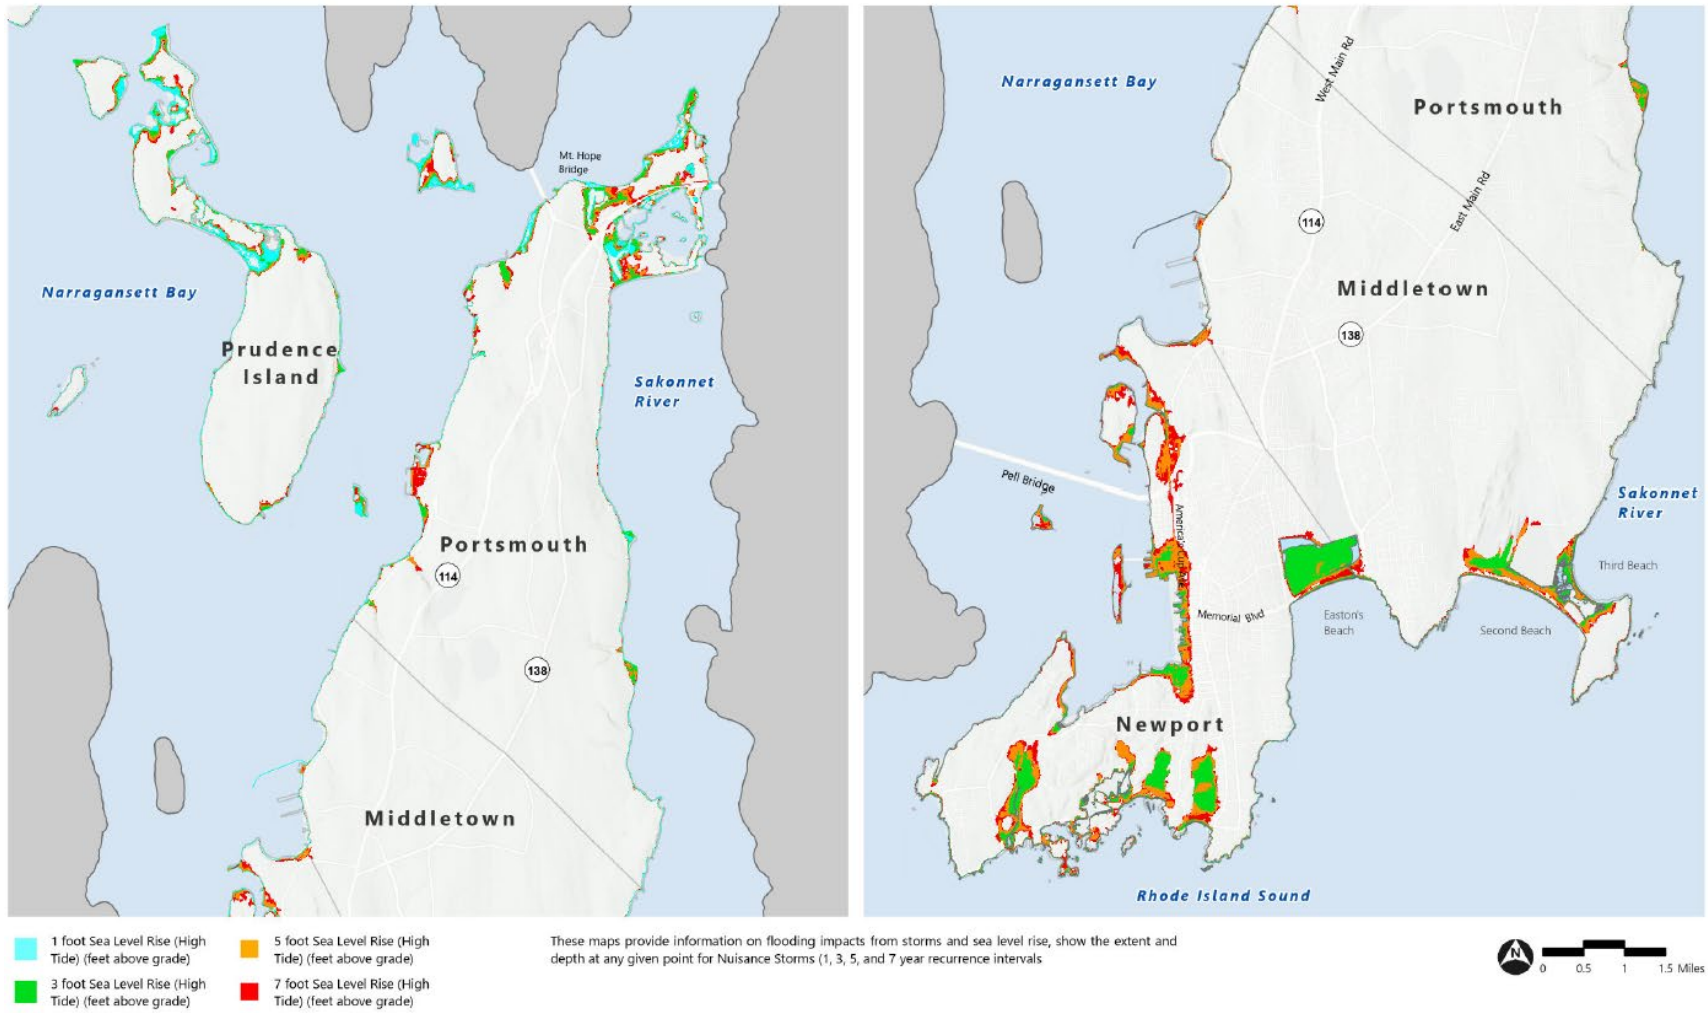 Mt. Hope
Bridge
Narragansett Bay
Prudence
Island
Sakonnet
River
Portsmouth
114
138
Middletown
Narragansett Bay
West Main Rd
Portsmouth
East Main Rd
114
Middletown
138
Pell Bridge
Sakonnet
River
Third Beach
Memorial Blvd
Easton's
Beach
Second Beach
Newport
Rhode Island Sound
1 foot Sea Level Rise (High
Tide) (feet above grade)
3 foot Sea Level Rise (High
Tide) (feet above grade)
5 foot Sea Level Rise (High
Tide) (feet above grade)
7 foot Sea Level Rise (High
Tide) (feet above grade)
These maps provide information on flooding impacts from storms and sea level rise, show the extent and
depth at any given point for Nuisance Storms (1, 3, 5, and 7 year recurrence intervals
N
0 0.5 1 1.5 Miles